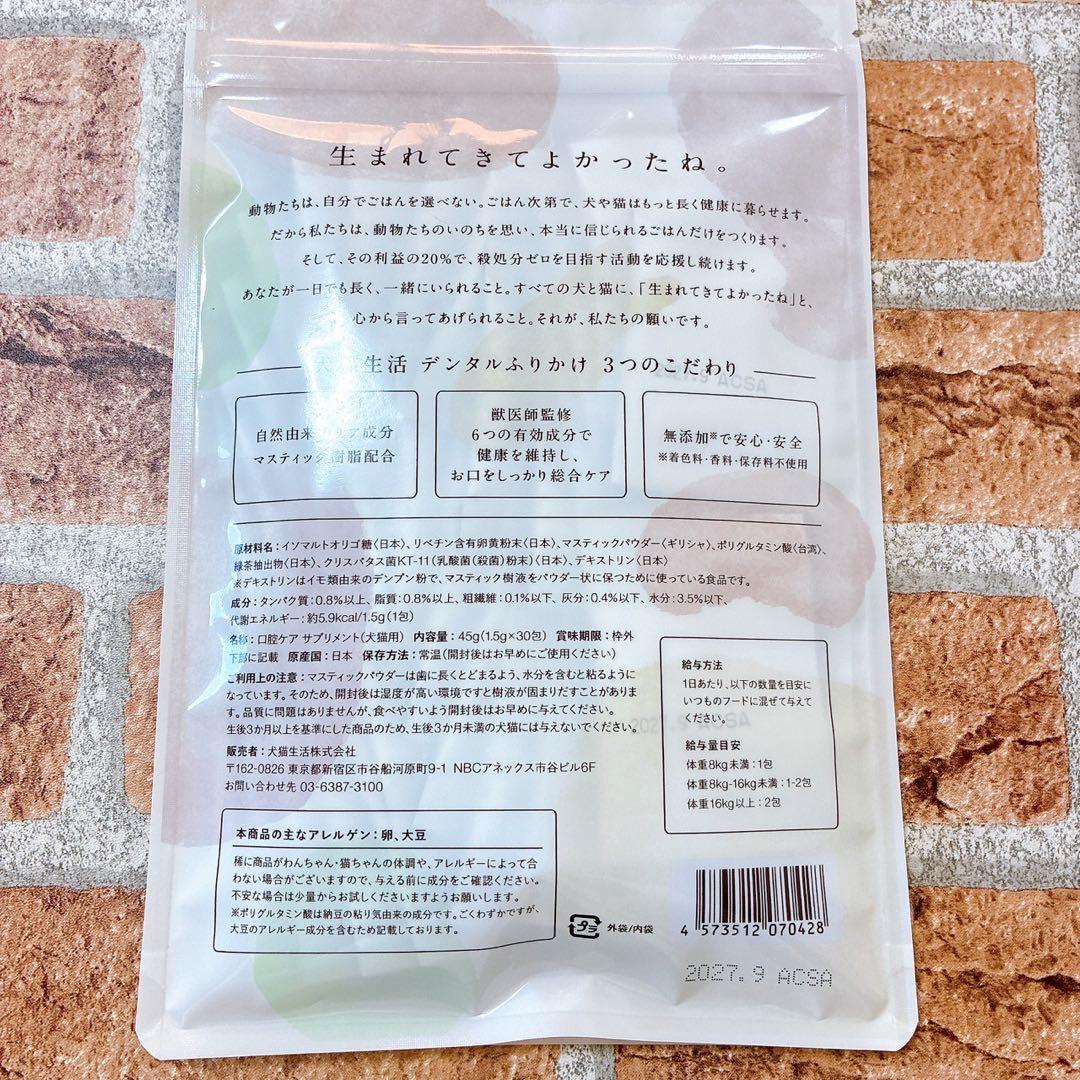 生まれてきてよかったね。
動物たちは、自分でごはんを選べない。ごはん次第で、犬や猫はもっと長く健康に暮らせます。
だから私たちは、動物たちのいのちを思い、本当に信じられるごはんだけをつくります。
そして、その利益の20%で、殺処分ゼロを目指す活動を応援し続けます。
あなたが一日でも長く、一緒にいられること。すべての犬と猫に、「生まれてきてよかったね」と、
心から言ってあげられること。それが、私たちの願いです。
犬猫生活 デンタルふりかけ 3つのこだわり
自然由来のケア成分
マスティック樹脂配合
獣医師監修
6つの有効成分で
健康を維持し、
お口をしっかり総合ケア
無添加※で安心・安全
※着色料・香料・保存料不使用
原材料名：イソマルトオリゴ糖〈日本〉、リベチン含有卵黄粉末〈日本〉、マスティックパウダー〈ギリシャ〉、ポリグルタミン酸〈台湾〉、
緑茶抽出物〈日本〉、クリスパタス菌KT-11（乳酸菌（殺菌）粉末）〈日本〉、デキストリン〈日本〉
※デキストリンはイモ類由来のデンプン粉で、マスティック樹液をパウダー状に保つために使っている食品です。
成分：タンパク質：0.8%以上、脂質：0.8%以上、粗繊維：0.1%以下、灰分：0.4%以下、水分：3.5%以下、
代謝エネルギー：約5.9kcal/1.5g（1包）
名称：口腔ケア サプリメント（犬猫用） 内容量：45g（1.5g×30包） 賞味期限：枠外
下部に記載 原産国：日本 保存方法：常温（開封後はお早めにご使用ください）
ご利用上の注意：マスティックパウダーは歯に長くとどまるよう、水分を含むと粘るように
なっています。そのため、開封後は湿度が高い環境ですと樹液が固まりだすことがありま
す。品質に問題はありませんが、食べやすいよう開封後はお早めに与えてください。
生後3か月以上を基準にした商品のため、生後3か月未満の犬猫には与えないでください。
販売者：犬猫生活株式会社
〒162-0826 東京都新宿区市谷船河原町9-1 NBCアネックス市谷ビル6F
お問い合わせ先 03-6387-3100
給与方法
1日あたり、以下の数量を目安に
いつものフードに混ぜて与えて
ください。
給与量目安
体重8kg未満：1包
体重8kg-16kg未満：1-2包
体重16kg以上：2包
本商品の主なアレルゲン：卵、大豆
稀に商品がわんちゃん・猫ちゃんの体調や、アレルギーによって合
わない場合がございますので、与える前に成分をご確認ください。
不安な場合は少量からお試しくださいますようお願いします。
※ポリグルタミン酸は納豆の粘り気由来の成分です。ごくわずかですが、
大豆のアレルギー成分を含むため記載しております。
プラ 外袋/内袋
4 573512 070428
2027.9 ACSA